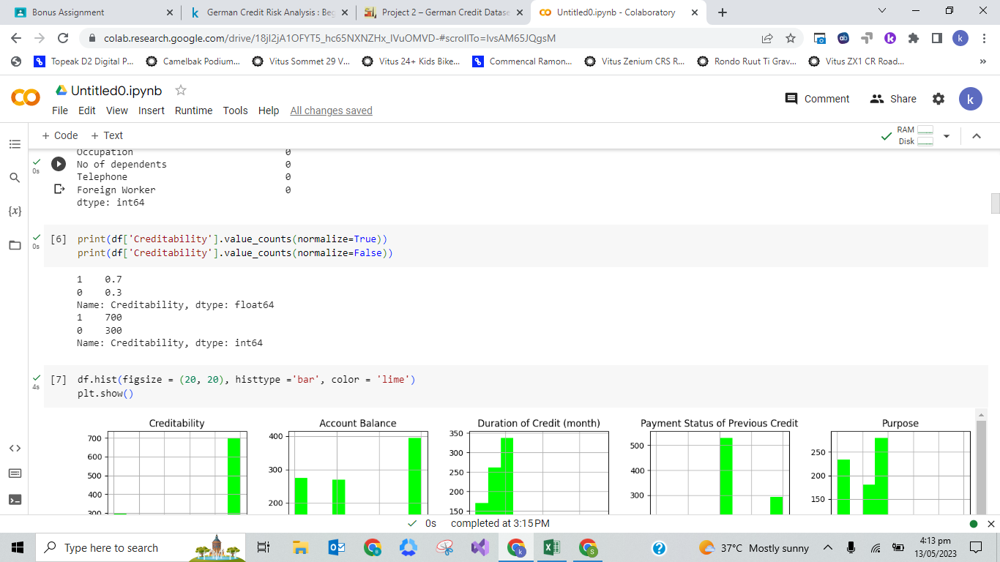 Bonus Assignment
German Credit Risk Analysis : Beg
Project 2 – German Credit Datase
Untitled0.ipynb - Colaboratory
colab.research.google.com/drive/18jI2jA1OFYT5_hc65NXNZHx_lVuOMVD-#scrollTo=IvsAM65JQgsM
Topeak D2 Digital P...
Camelbak Podium...
Vitus Sommet 29 V...
Vitus 24+ Kids Bike...
Commencal Ramon...
Vitus Zenium CRS R...
Rondo Ruut Ti Grav...
Vitus ZX1 CR Road...
Untitled0.ipynb
Comment
Share
k
File Edit View Insert Runtime Tools Help All changes saved
+ Code + Text
RAM
Disk
Occupation 0
No of dependents 0
Telephone 0
Foreign Worker 0
dtype: int64
0s
{x}
[6] print(df['Creditability'].value_counts(normalize=True))
print(df['Creditability'].value_counts(normalize=False))
0s
1 0.7
0 0.3
Name: Creditability, dtype: float64
1 700
0 300
Name: Creditability, dtype: int64
[7] df.hist(figsize = (20, 20), histtype ='bar', color = 'lime')
plt.show()
4s
Creditability
700
600
500
400
300
Account Balance
400
300
200
Duration of Credit (month)
350
300
250
200
150
Payment Status of Previous Credit
500
400
300
Purpose
250
200
150
0s completed at 3:15 PM
Type here to search
37°C Mostly sunny
4:13 pm
13/05/2023